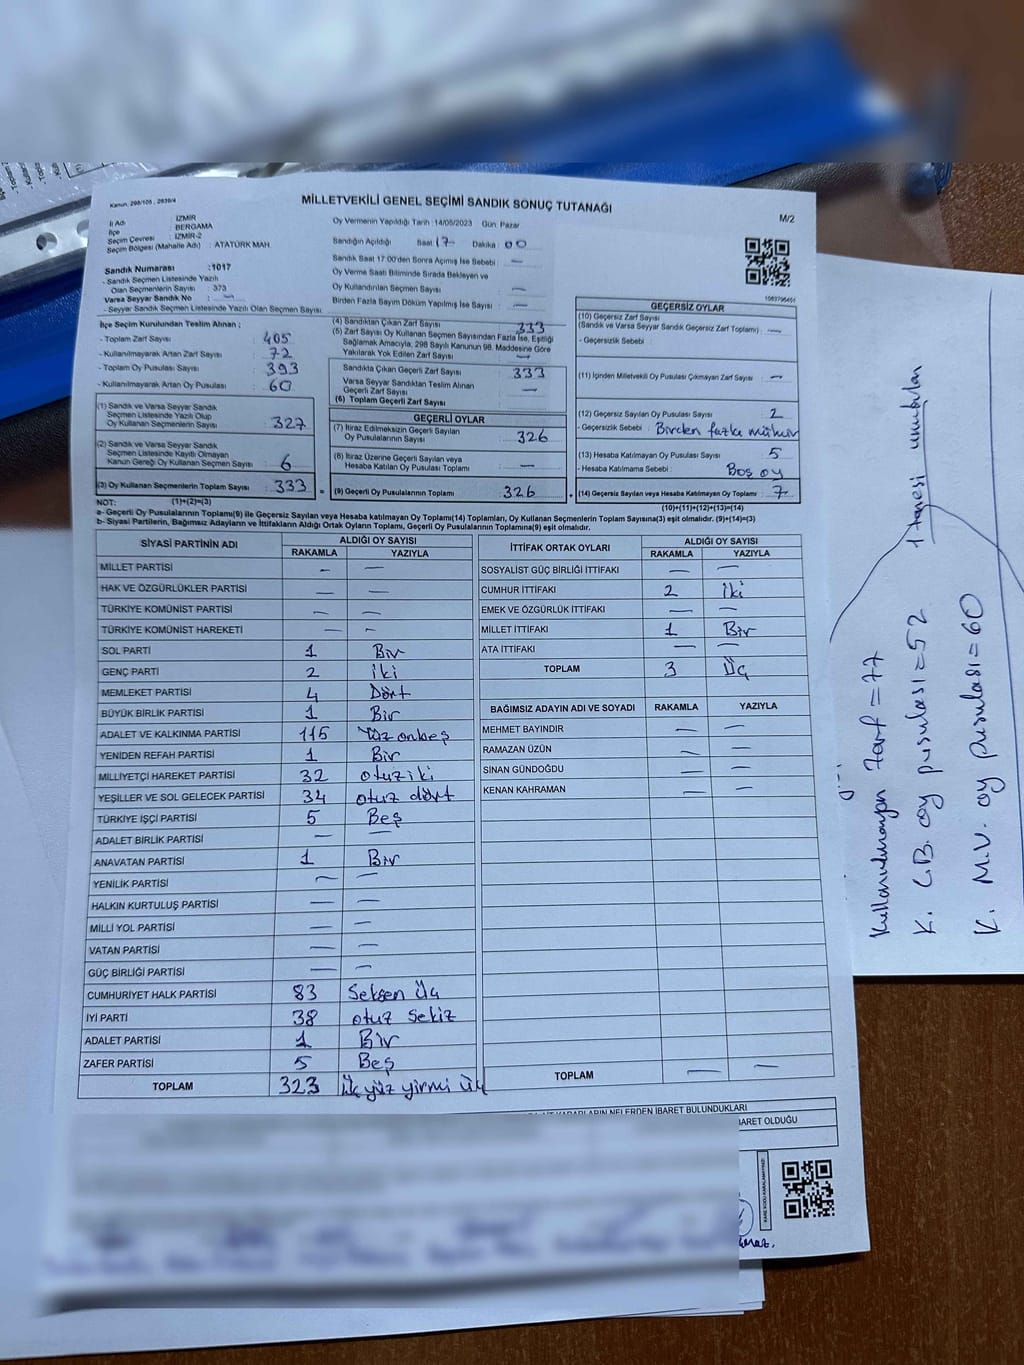 Kanun, 298/105 , 2839/4
MİLLETVEKİLİ GENEL SEÇİMİ SANDIK SONUÇ TUTANAĞI
M/2
İl Adı : İZMİR
İlçe : BERGAMA
Seçim Çevresi : İZMİR-2
Seçim Bölgesi (Mahalle Adı) : ATATÜRK MAH.
Oy Vermenin Yapıldığı Tarih : 14/05/2023 Gün: Pazar
Sandığın Açıldığı Saat 17 Dakika : 00
Sandık Saat 17:00'den Sonra Açımış İse Sebebi : —
Oy Verme Saati Bitiminde Sırada Bekleyen ve
Oy Kullandırılan Seçmen Sayısı : —
Birden Fazla Sayım Döküm Yapılmış İse Sayısı : —
Sandık Numarası :1017
- Sandık Seçmen Listesinde Yazılı
Olan Seçmenlerin Sayısı : 373
Varsa Seyyar Sandık No : —
- Seyyar Sandık Seçmen Listesinde Yazılı Olan Seçmen Sayısı :
İlçe Seçim Kurulundan Teslim Alınan ;
- Toplam Zarf Sayısı : 405
- Kullanılmayarak Artan Zarf Sayısı : 72
- Toplam Oy Pusulası Sayısı : 393
- Kullanılmayarak Artan Oy Pusulası : 60
(1) Sandık ve Varsa Seyyar Sandık
Seçmen Listesinde Yazılı Olup
Oy Kullanan Seçmenlerin Sayısı : 327
(2) Sandık ve Varsa Seyyar Sandık
Seçmen Listesinde Kaydı Olmayan
Kanun Gereği Oy Kullanan Seçmen Sayısı : 6
(3) Oy Kullanan Seçmenlerin Toplam Sayısı : 333
(1)+(2)=(3)
(4) Sandıktan Çıkan Zarf Sayısı : 333
(5) Zarf Sayısı Oy Kullanan Seçmen Sayısından Fazla İse, Eşitliği
Sağlamak Amacıyla, 298 Sayılı Kanunun 98. Maddesine Göre
Yakılarak Yok Edilen Zarf Sayısı : —
Sandıkta Çıkan Geçerli Zarf Sayısı : 333
Varsa Seyyar Sandıktan Teslim Alınan
Geçerli Zarf Sayısı : —
(6) Toplam Geçerli Zarf Sayısı :
GEÇERLİ OYLAR
(7) İtiraz Edilmeksizin Geçerli Sayılan
Oy Pusulalarının Sayısı : 326
(8) İtiraz Üzerine Geçerli Sayılan veya
Hesaba Katılan Oy Pusulası Toplamı : —
= (9) Geçerli Oy Pusulalarının Toplamı : 326
1063796451
GEÇERSİZ OYLAR
(10) Geçersiz Zarf Sayısı
(Sandık ve Varsa Seyyar Sandık Geçersiz Zarf Toplamı) : —
- Geçersizlik Sebebi :
(11) İçinden Milletvekili Oy Pusulası Çıkmayan Zarf Sayısı : —
(12) Geçersiz Sayılan Oy Pusulası Sayısı : 2
- Geçersizlik Sebebi : Birden fazla mühür
(13) Hesaba Katılmayan Oy Pusulası Sayısı : 5
- Hesaba Katılmama Sebebi : Boş oy
+ (14) Geçersiz Sayılan veya Hesaba Katılmayan Oy Toplamı : 7
(10)+(11)+(12)+(13)=(14)
NOT:
a- Geçerli Oy Pusulalarının Toplamı(9) ile Geçersiz Sayılan veya Hesaba katılmayan Oy Toplamı(14) Toplamları, Oy Kullanan Seçmenlerin Toplam Sayısına(3) eşit olmalıdır. (9)+(14)=(3)
b- Siyasi Partilerin, Bağımsız Adayların ve İttifakların Aldığı Ortak Oyların Toplamı, Geçerli Oy Pusulalarının Toplamına(9) eşit olmalıdır.
SİYASİ PARTİNİN ADI ALDIĞI OY SAYISI
RAKAMLA YAZIYLA
MİLLET PARTİSİ — —
HAK VE ÖZGÜRLÜKLER PARTİSİ — —
TÜRKİYE KOMÜNİST PARTİSİ — —
TÜRKİYE KOMÜNİST HAREKETİ — —
SOL PARTİ 1 Bir
GENÇ PARTİ 2 iki
MEMLEKET PARTİSİ 4 Dört
BÜYÜK BİRLİK PARTİSİ 1 Bir
ADALET VE KALKINMA PARTİSİ 115 Yüz onbeş
YENİDEN REFAH PARTİSİ 1 Bir
MİLLİYETÇİ HAREKET PARTİSİ 32 otuz iki
YEŞİLLER VE SOL GELECEK PARTİSİ 34 otuz dört
TÜRKİYE İŞÇİ PARTİSİ 5 Beş
ADALET BİRLİK PARTİSİ — —
ANAVATAN PARTİSİ 1 Bir
YENİLİK PARTİSİ — —
HALKIN KURTULUŞ PARTİSİ — —
MİLLİ YOL PARTİSİ — —
VATAN PARTİSİ — —
GÜÇ BİRLİĞİ PARTİSİ — —
CUMHURİYET HALK PARTİSİ 83 Seksen Üç
İYİ PARTİ 38 otuz Sekiz
ADALET PARTİSİ 1 Bir
ZAFER PARTİSİ 5 Beş
TOPLAM 323 Üç yüz yirmi üç
İTTİFAK ORTAK OYLARI ALDIĞI OY SAYISI
RAKAMLA YAZIYLA
SOSYALİST GÜÇ BİRLİĞİ İTTİFAKI — —
CUMHUR İTTİFAKI 2 iki
EMEK VE ÖZGÜRLÜK İTTİFAKI — —
MİLLET İTTİFAKI 1 Bir
ATA İTTİFAKI — —
TOPLAM 3 Üç
BAĞIMSIZ ADAYIN ADI VE SOYADI RAKAMLA YAZIYLA
MEHMET BAYINDIR — —
RAMAZAN ÜZÜN — —
SİNAN GÜNDOĞDU — —
KENAN KAHRAMAN — —
TOPLAM — —
KARARLARIN NELERDEN İBARET BULUNDUKLARI
İBARET OLDUĞU
Kullanılmayan Zarf = 77
1 tanesi
K. C.B. oy pusulası = 52
K. M.V. oy pusulası = 60